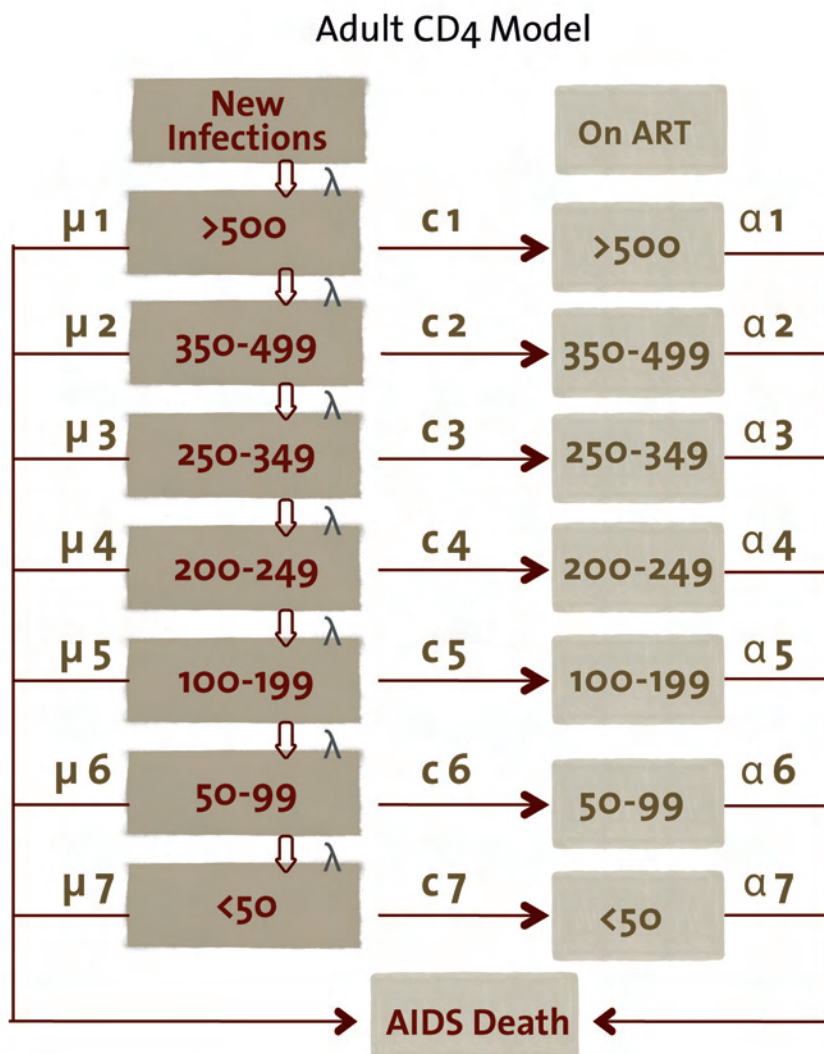 Adult CD4 Model
New
Infections
On ART
λ
µ 1
>500
c 1
>500
α 1
λ
µ 2
350-499
c 2
350-499
α 2
λ
µ 3
250-349
c 3
250-349
α 3
λ
µ 4
200-249
c 4
200-249
α 4
λ
µ 5
100-199
c 5
100-199
α 5
λ
µ 6
50-99
c 6
50-99
α 6
λ
µ 7
<50
c 7
<50
α 7
AIDS Death